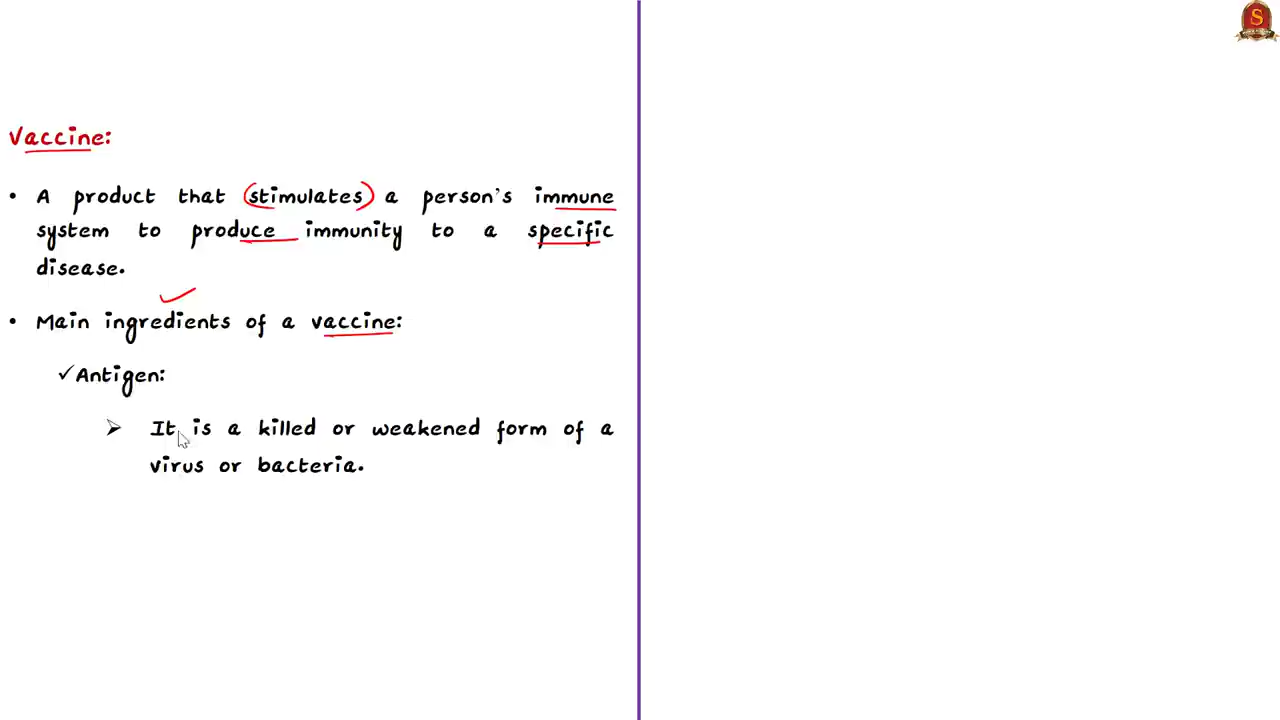 Vaccine:
• A product that stimulates a person's immune
system to produce immunity to a specific
disease.
• Main ingredients of a vaccine:
✓Antigen:
➢ It is a killed or weakened form of a
virus or bacteria.
S